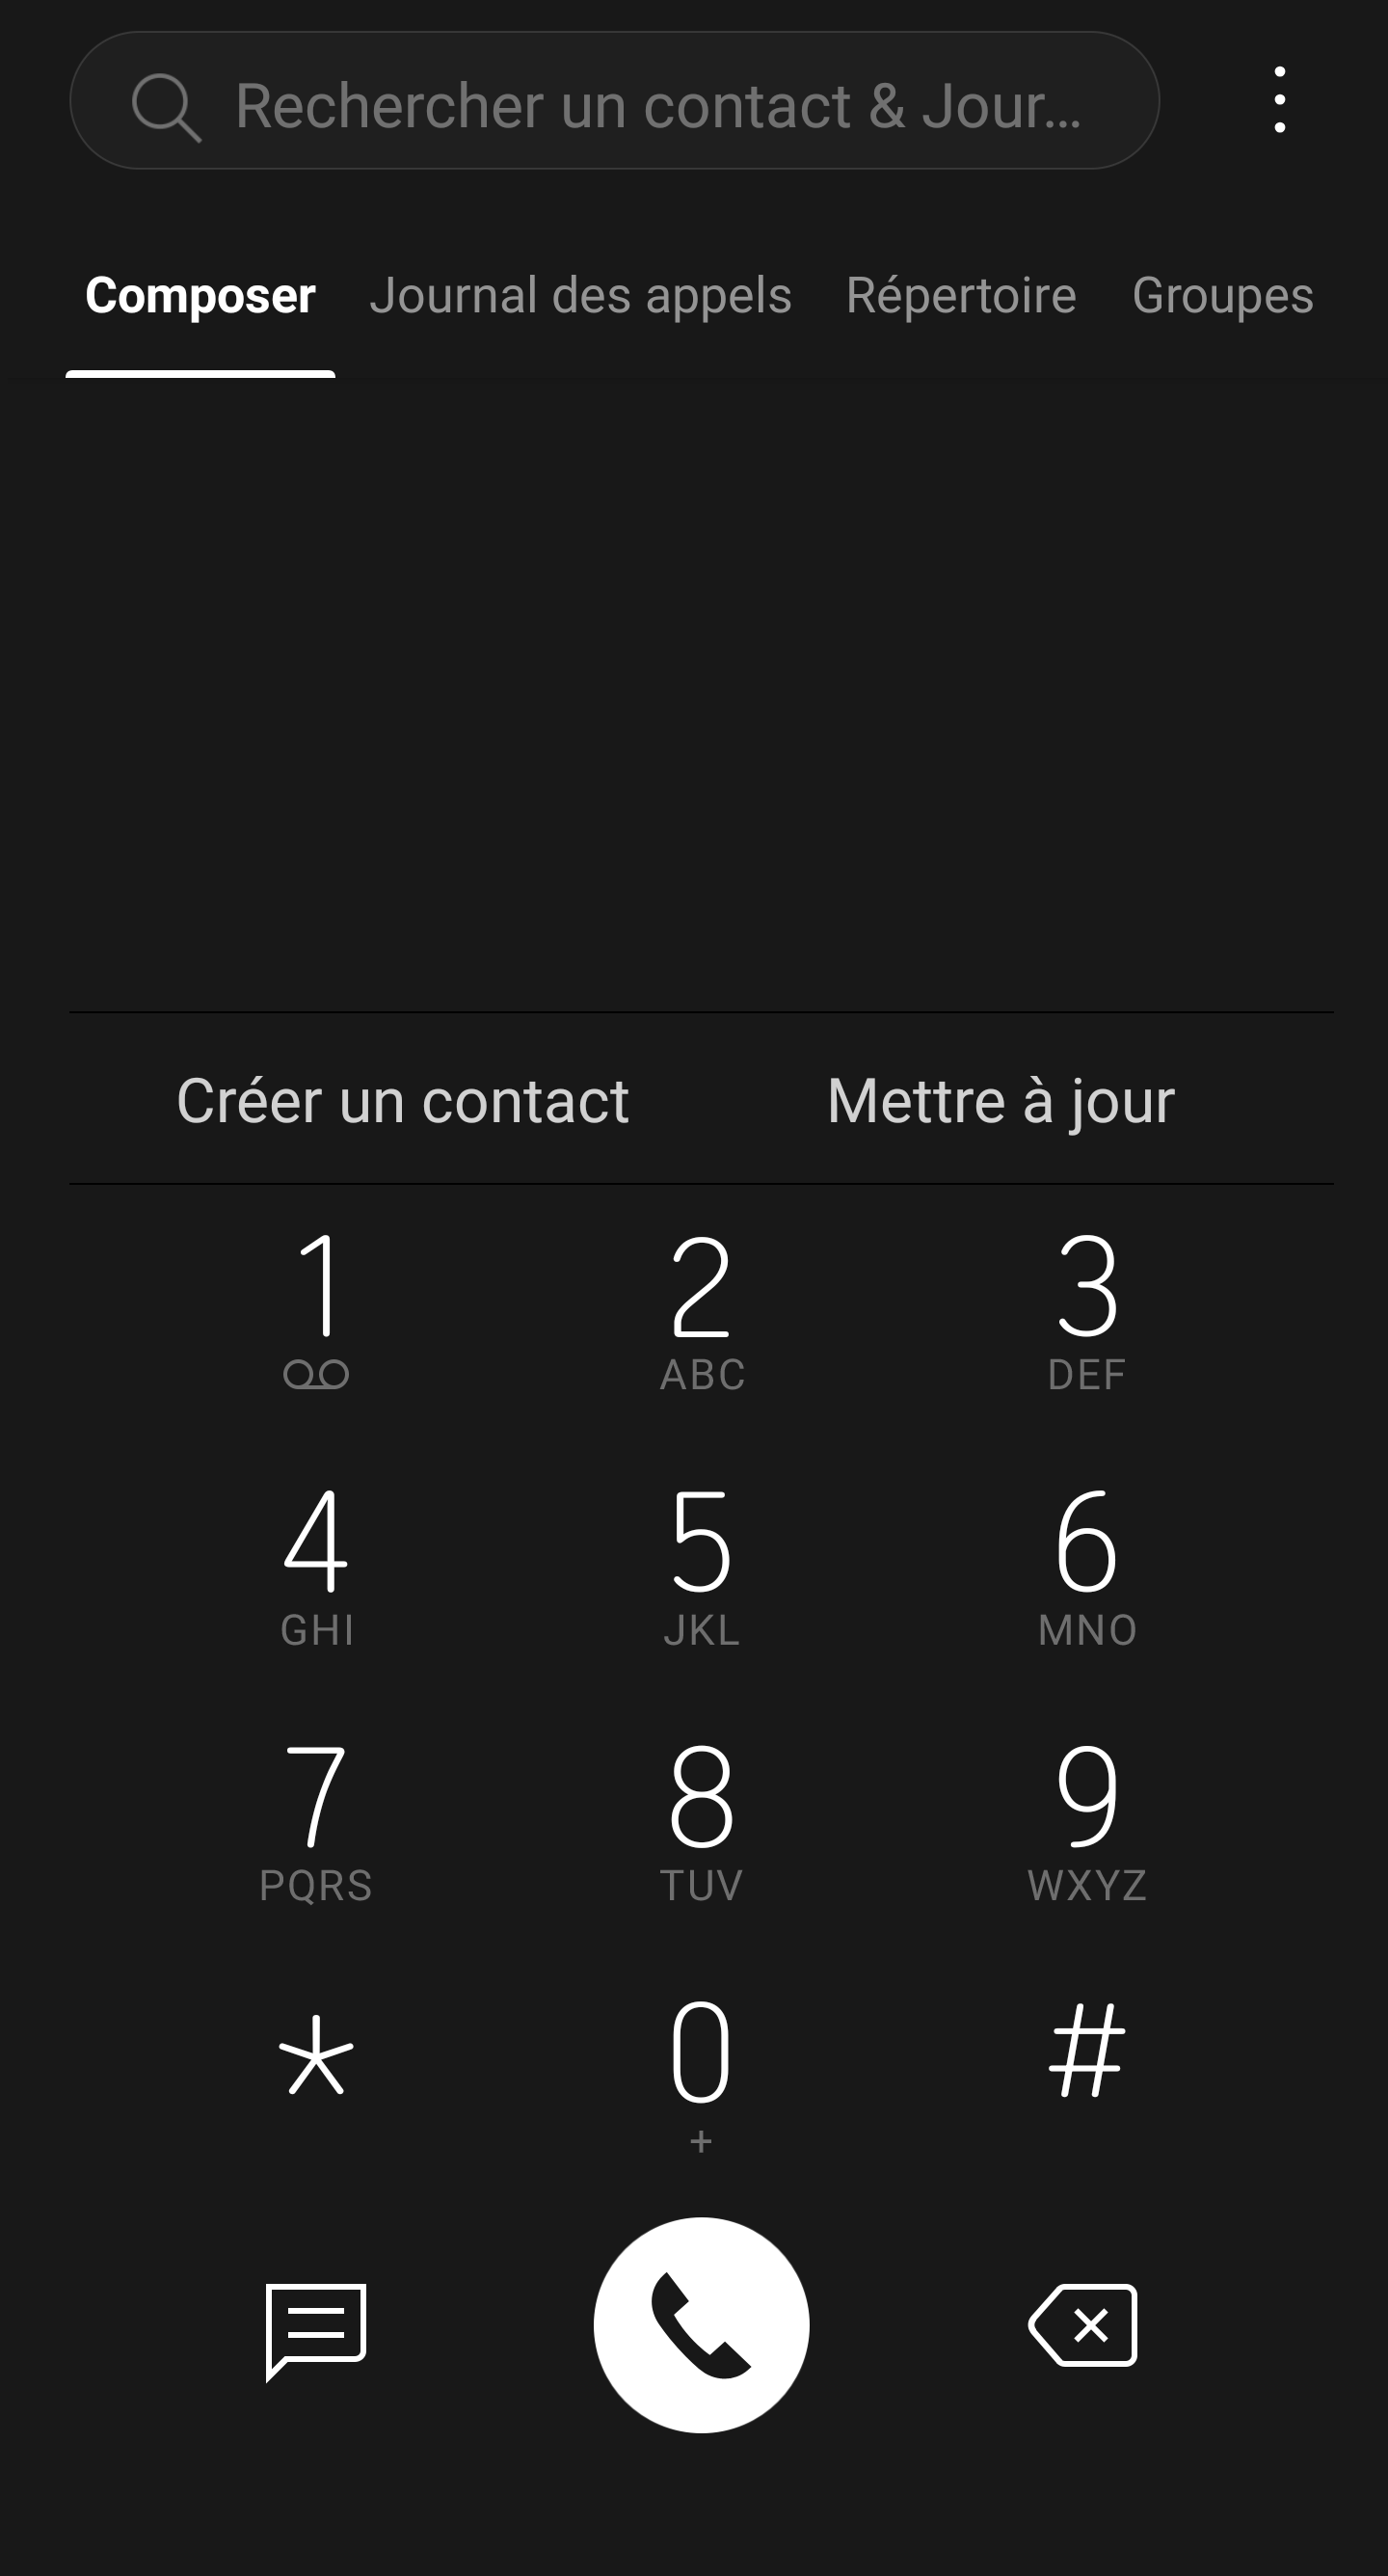 Rechercher un contact & Jour...
Composer Journal des appels Répertoire Groupes
Créer un contact Mettre à jour
1 2 3
ABC DEF
4 5 6
GHI JKL MNO
7 8 9
PQRS TUV WXYZ
* 0 #
+